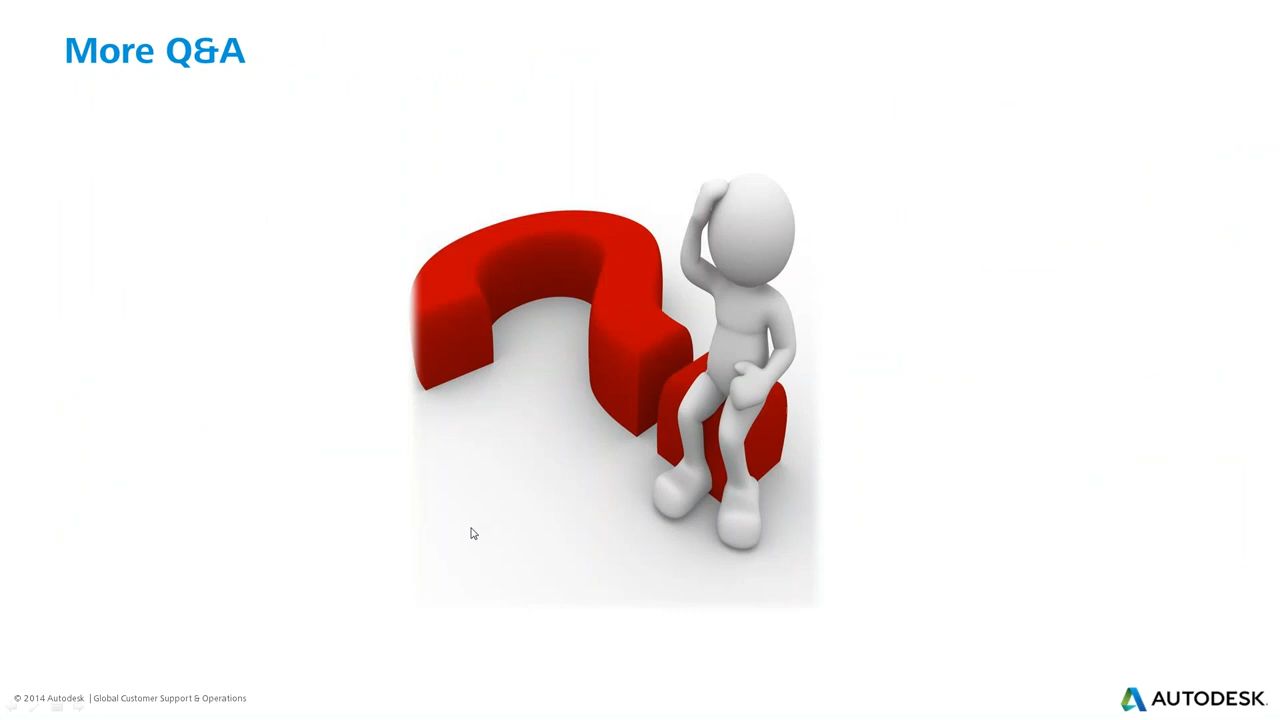 More Q&A
© 2014 Autodesk | Global Customer Support & Operations
AUTODESK.